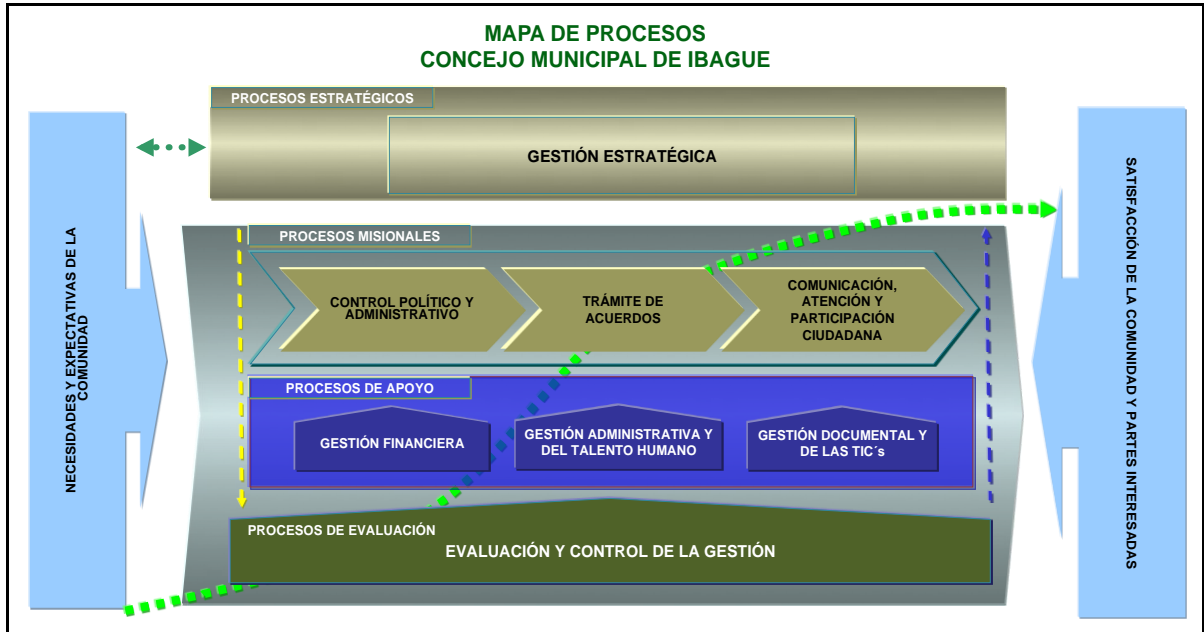 MAPA DE PROCESOS
CONCEJO MUNICIPAL DE IBAGUE
PROCESOS ESTRATÉGICOS
GESTIÓN ESTRATÉGICA
NECESIDADES Y EXPECTATIVAS DE LA
COMUNIDAD
PROCESOS MISIONALES
CONTROL POLÍTICO Y
ADMINISTRATIVO
TRÁMITE DE
ACUERDOS
COMUNICACIÓN,
ATENCIÓN Y
PARTICIPACIÓN
CIUDADANA
PROCESOS DE APOYO
GESTIÓN FINANCIERA
GESTIÓN ADMINISTRATIVA Y
DEL TALENTO HUMANO
GESTIÓN DOCUMENTAL Y
DE LAS TIC´s
PROCESOS DE EVALUACIÓN
EVALUACIÓN Y CONTROL DE LA GESTIÓN
SATISFACCIÓN DE LA COMUNIDAD Y PARTES INTERESADAS